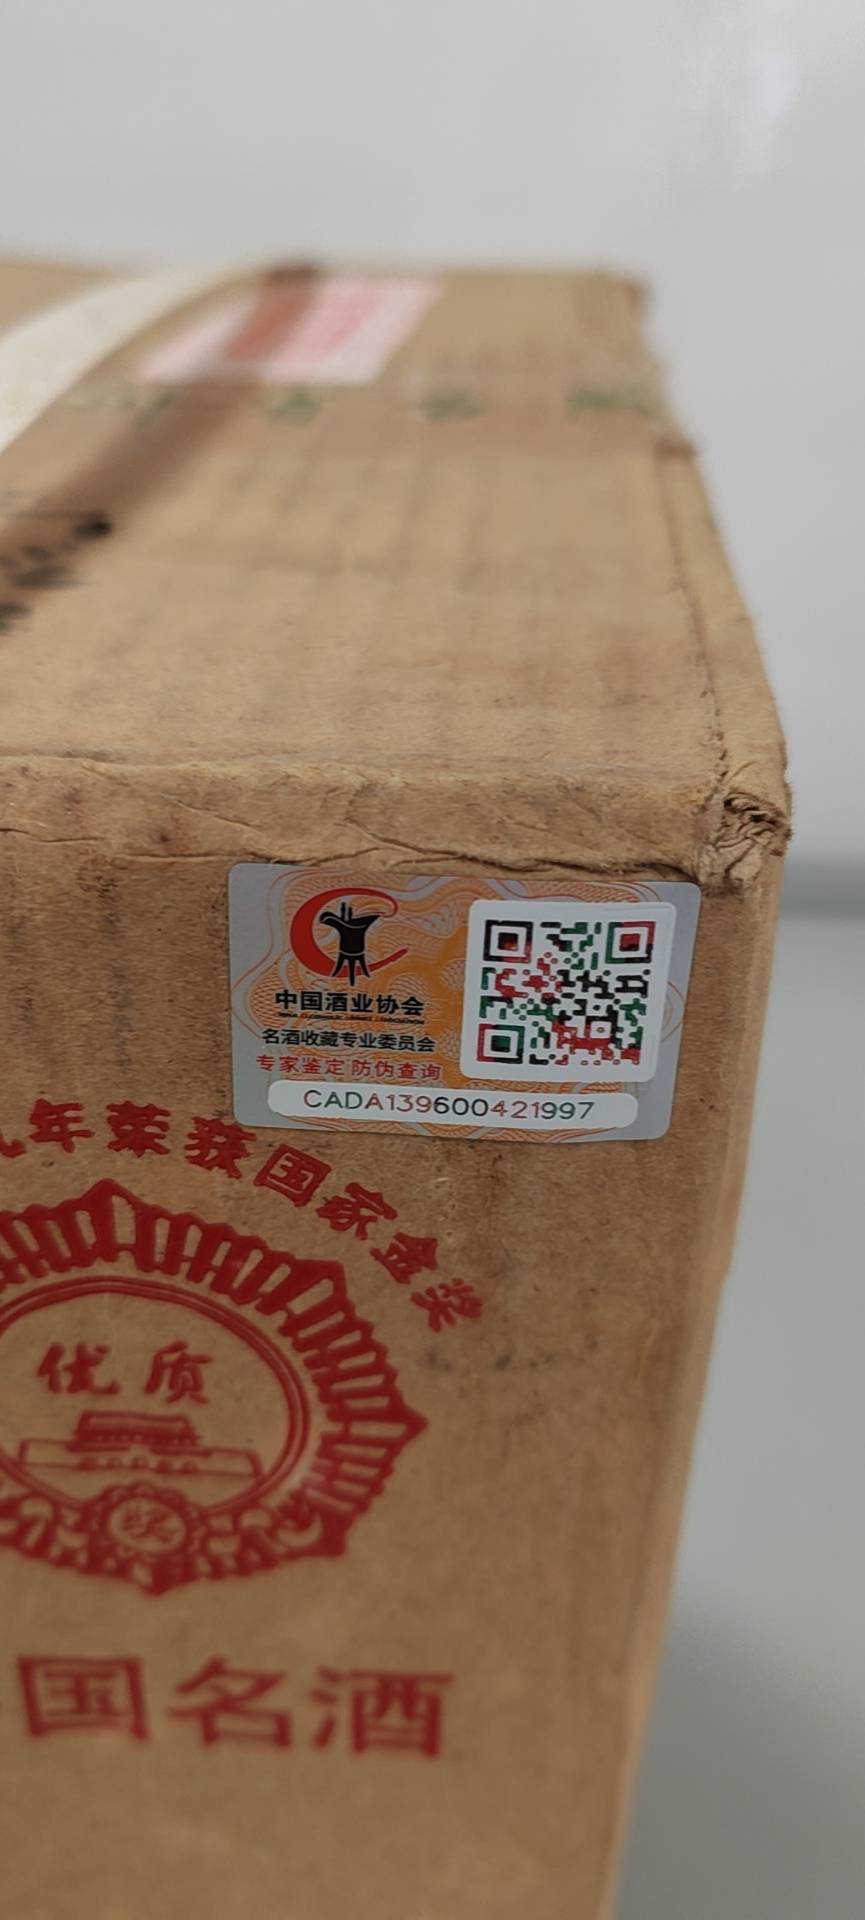 中国酒业协会
名酒收藏专业委员会
专家鉴定 防伪查询
CADA139600421997
年荣获国家金奖
优质
奖
国名酒